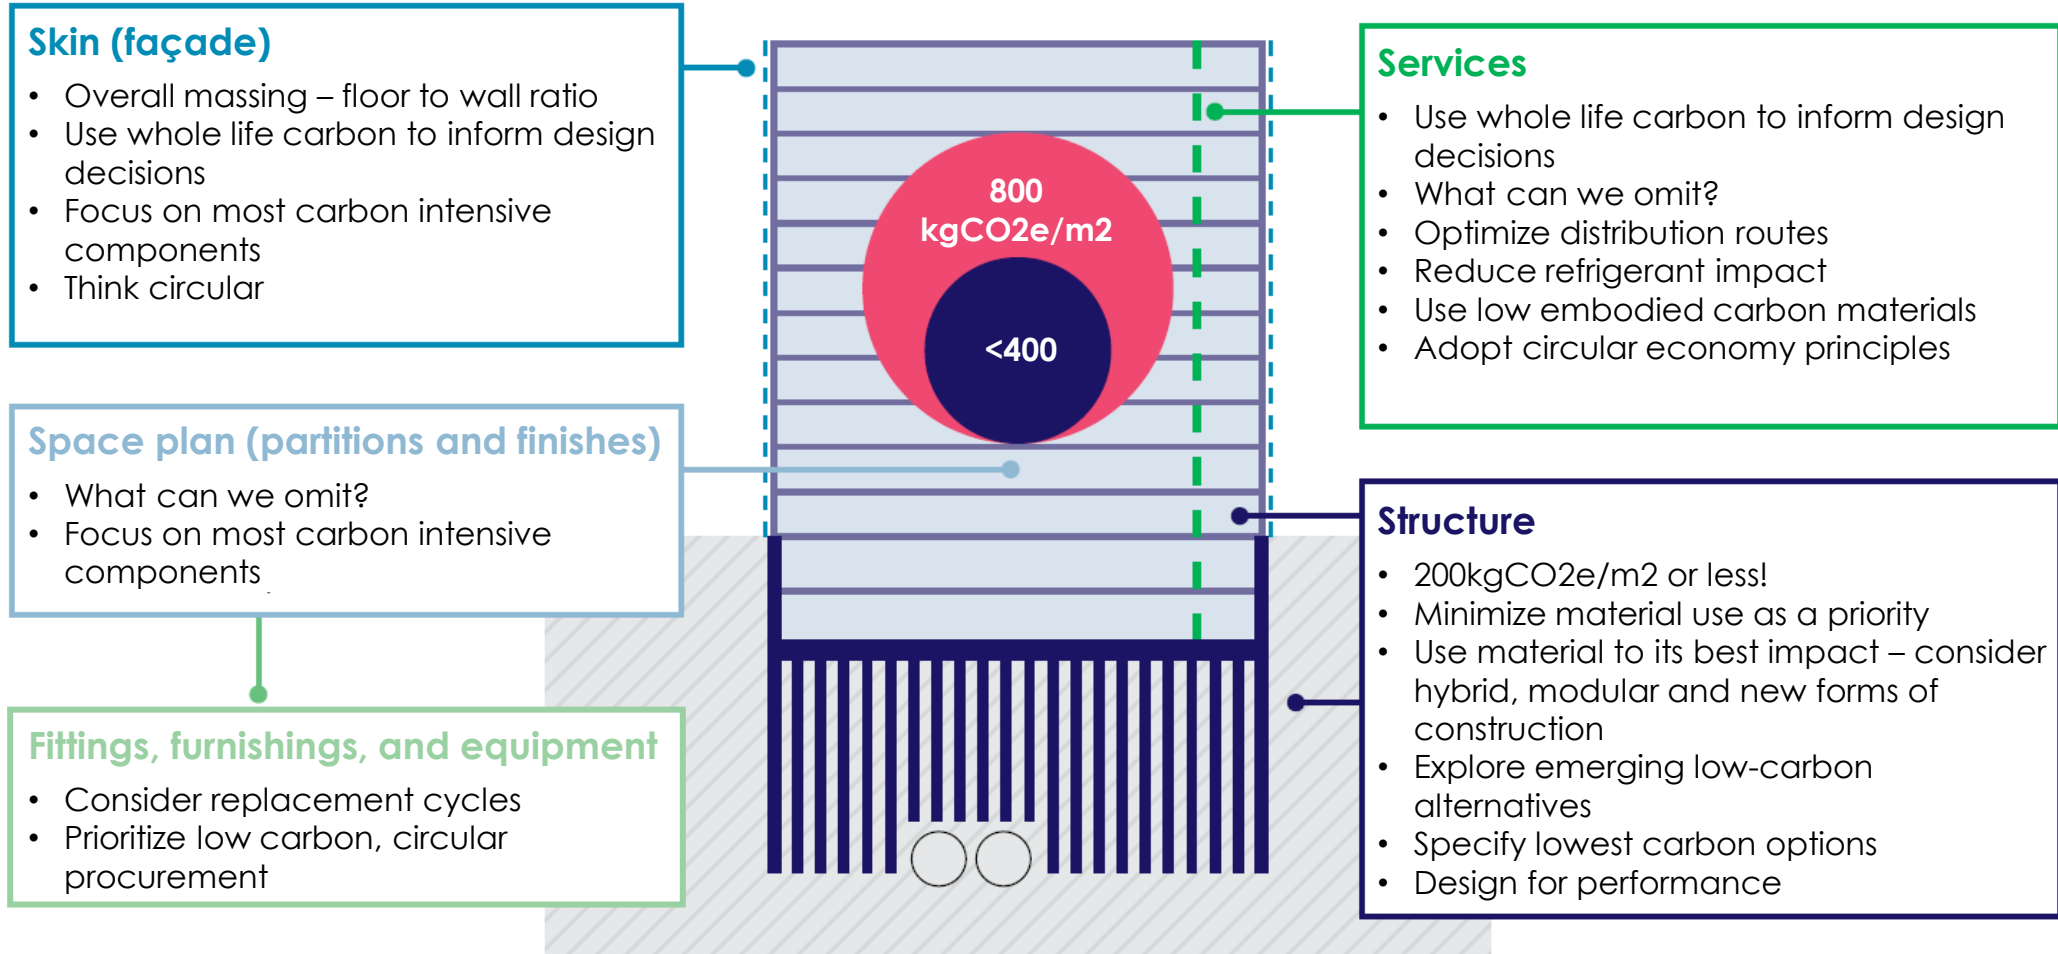 Skin (façade)
• Overall massing – floor to wall ratio
• Use whole life carbon to inform design
decisions
• Focus on most carbon intensive
components
• Think circular
Space plan (partitions and finishes)
• What can we omit?
• Focus on most carbon intensive
components
Fittings, furnishings, and equipment
• Consider replacement cycles
• Prioritize low carbon, circular
procurement
800
kgCO2e/m2
<400
Services
• Use whole life carbon to inform design
decisions
• What can we omit?
• Optimize distribution routes
• Reduce refrigerant impact
• Use low embodied carbon materials
• Adopt circular economy principles
Structure
• 200kgCO2e/m2 or less!
• Minimize material use as a priority
• Use material to its best impact – consider
hybrid, modular and new forms of
construction
• Explore emerging low-carbon
alternatives
• Specify lowest carbon options
• Design for performance